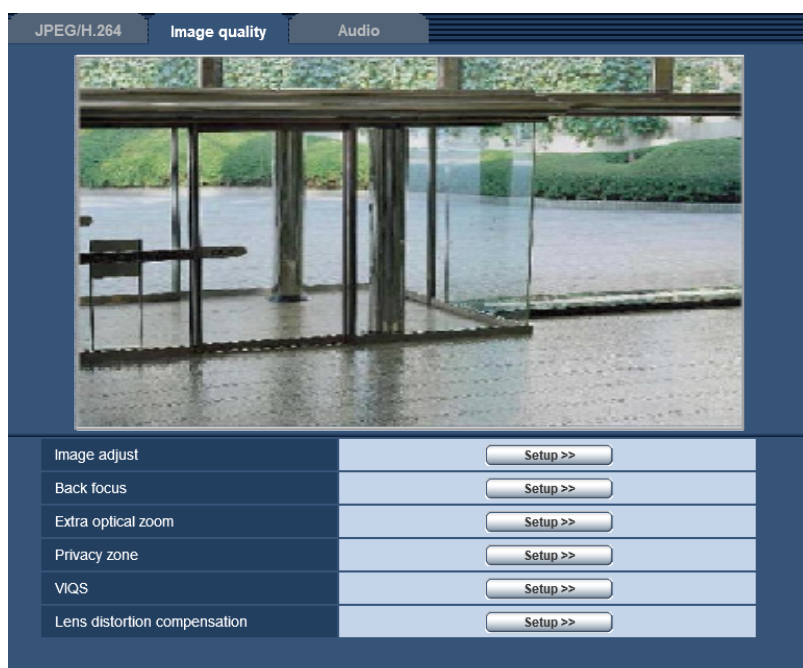 JPEG/H.264 Image quality Audio
Image adjust Setup >>
Back focus Setup >>
Extra optical zoom Setup >>
Privacy zone Setup >>
VIQS Setup >>
Lens distortion compensation Setup >>